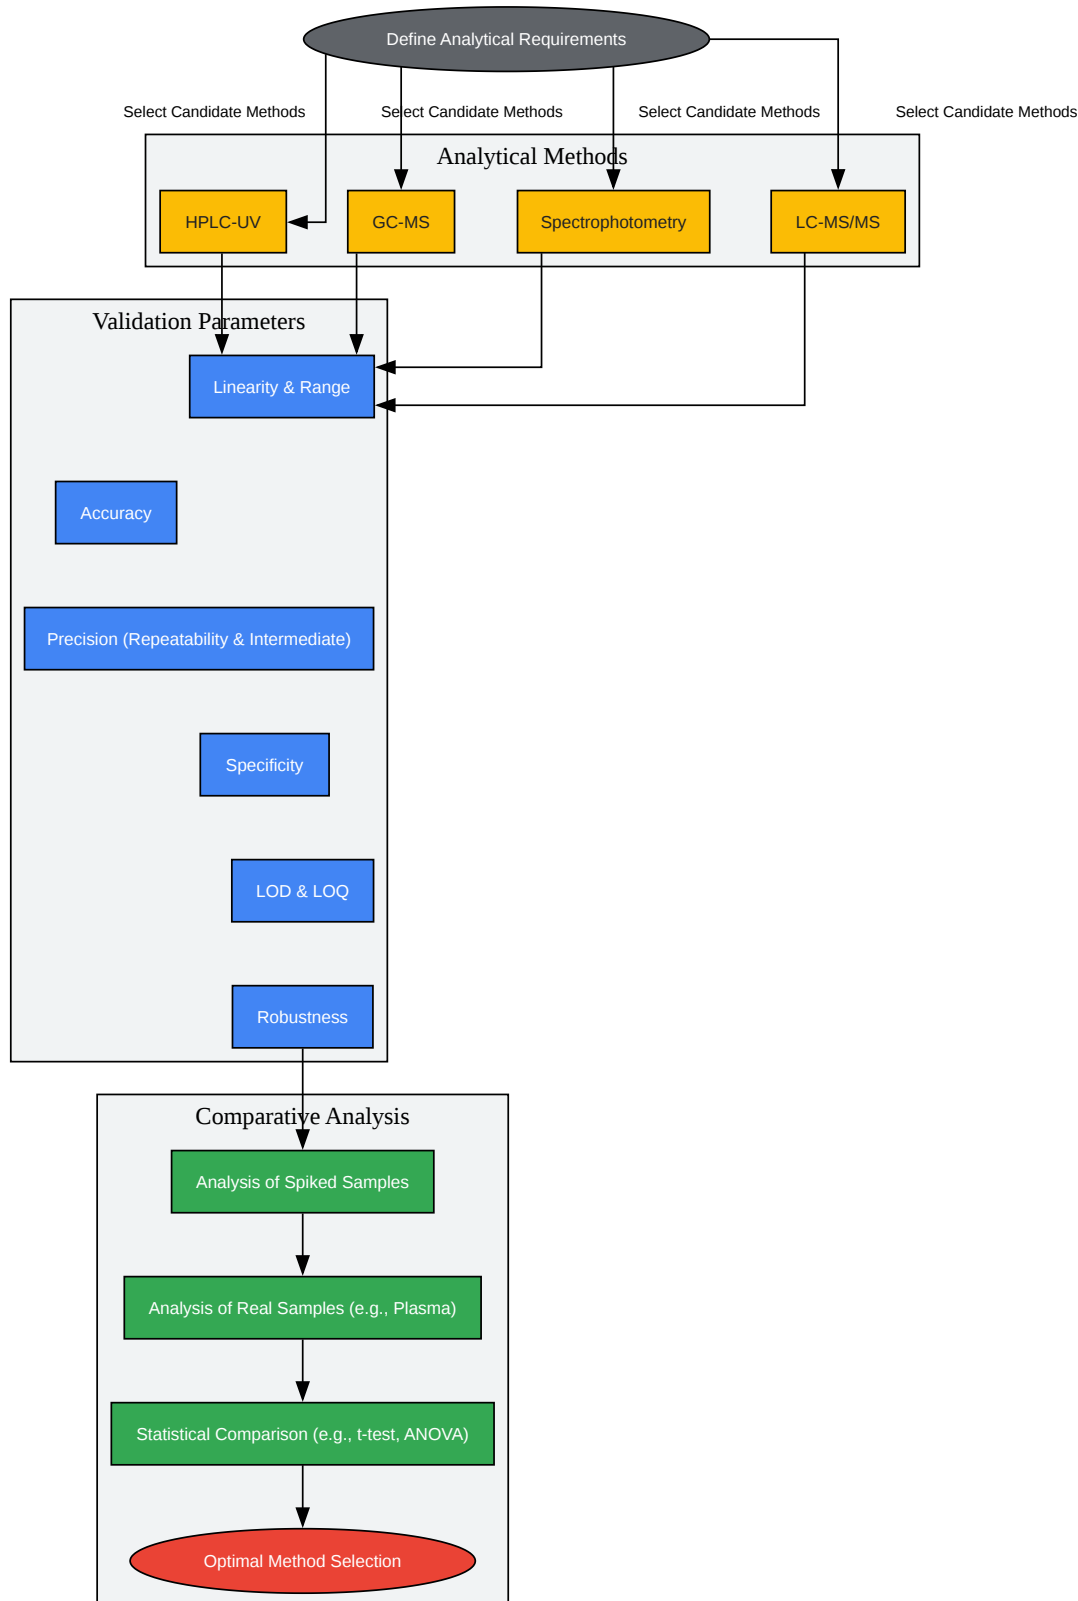 Define Analytical Requirements
Select Candidate Methods
Select Candidate Methods
Select Candidate Methods
Select Candidate Methods
Analytical Methods
HPLC-UV
GC-MS
Spectrophotometry
LC-MS/MS
Validation Parameters
Linearity & Range
Accuracy
Precision (Repeatability & Intermediate)
Specificity
LOD & LOQ
Robustness
Comparative Analysis
Analysis of Spiked Samples
Analysis of Real Samples (e.g., Plasma)
Statistical Comparison (e.g., t-test, ANOVA)
Optimal Method Selection